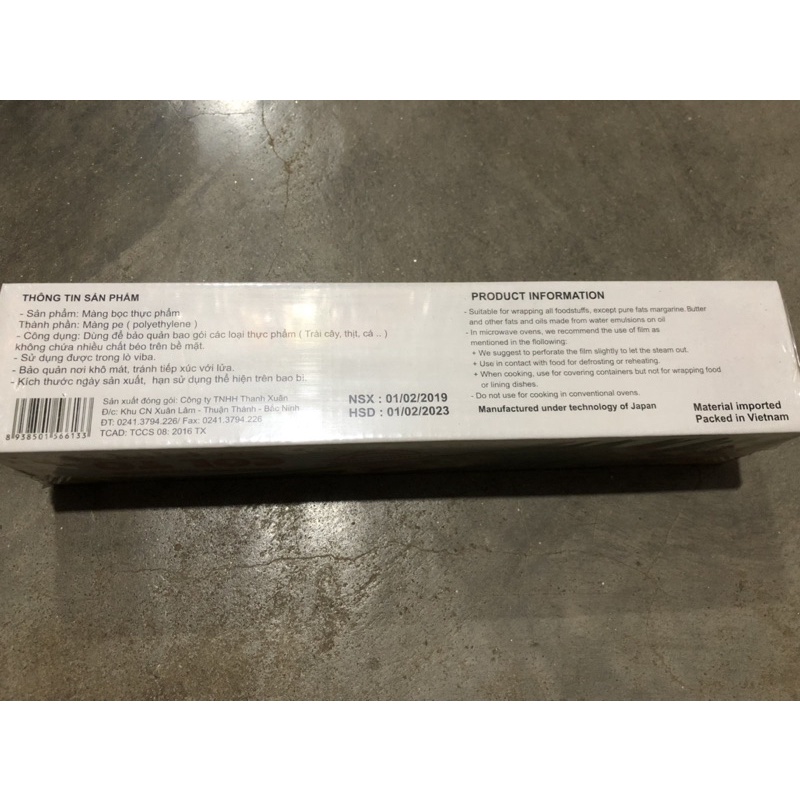 THÔNG TIN SẢN PHẨM
- Sản phẩm: Màng bọc thực phẩm
Thành phần: Màng pe ( polyethylene )
- Công dụng: Dùng để bảo quản bao gói các loại thực phẩm ( Trái cây, thịt, cá .. )
không chứa nhiều chất béo trên bề mặt.
- Sử dụng được trong lò viba.
- Bảo quản nơi khô mát, tránh tiếp xúc với lửa.
- Kích thước ngày sản xuất, hạn sử dụng thể hiện trên bao bì.
8 938501 566133
Sản xuất đóng gói: Công ty TNHH Thanh Xuân
Đ/c: Khu CN Xuân Lâm - Thuận Thành - Bắc Ninh
ĐT: 0241.3794.226/ Fax: 0241.3794.226
TCAD: TCCS 08: 2016 TX
NSX : 01/02/2019
HSD : 01/02/2023
PRODUCT INFORMATION
- Suitable for wrapping all foodstuffs, except pure fats margarine. Butter
and other fats and oils made from water emulsions on oil
- In microwave ovens, we recommend the use of film as
mentioned in the flollowing:
+ We suggest to perforate the film slightly to let the steam out.
+ Use in contact with food for defrosting or reheating.
+ When cooking, use for covering containers but not for wrapping food
or lining dishes.
- Do not use for cooking in conventional ovens.
Manufactured under technology of Japan
Material imported
Packed in Vietnam